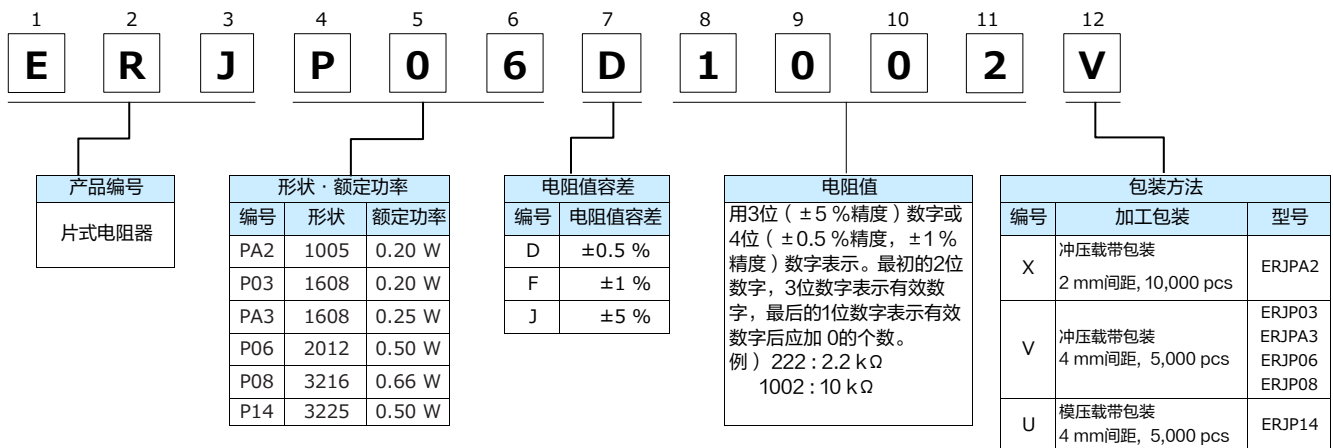 1 2 3 4 5 6 7 8 9 10 11 12
E R J P 0 6 D 1 0 0 2 V
产品编号
片式电阻器
形状·额定功率
编号 形状 额定功率
PA2 1005 0.20 W
P03 1608 0.20 W
PA3 1608 0.25 W
P06 2012 0.50 W
P08 3216 0.66 W
P14 3225 0.50 W
电阻值容差
编号 电阻值容差
D ±0.5 %
F ±1 %
J ±5 %
电阻值
用3位（±5 %精度）数字或
4位（±0.5 %精度，±1 %
精度）数字表示。最初的2位
数字，3位数字表示有效数
字，最后的1位数字表示有效
数字后应加 0的个数。
例）222 : 2.2 kΩ
1002 : 10 kΩ
包装方法
编号 加工包装 型号
X
冲压载带包装
2 mm间距, 10,000 pcs
ERJPA2
V
冲压载带包装
4 mm间距, 5,000 pcs
ERJP03
ERJPA3
ERJP06
ERJP08
U
模压载带包装
4 mm间距, 5,000 pcs
ERJP14